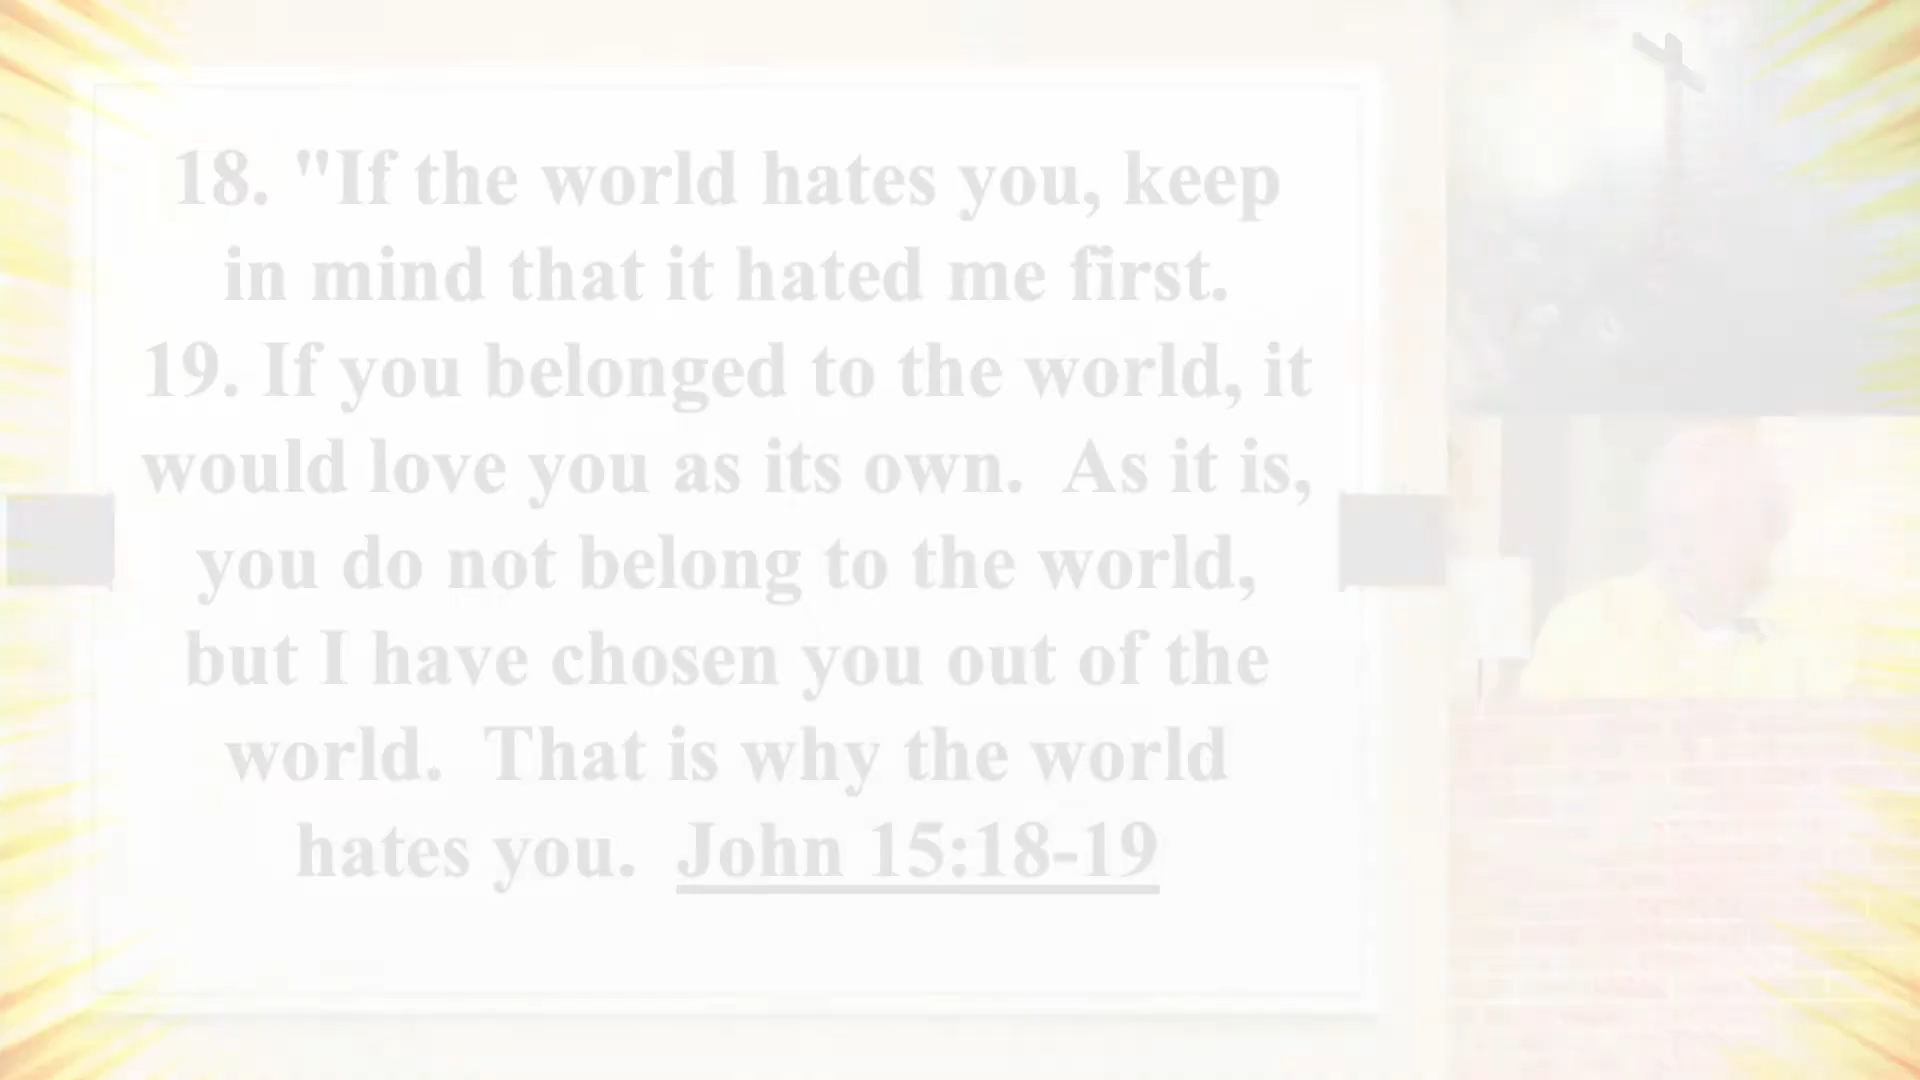 18. "If the world hates you, keep
in mind that it hated me first.
19. If you belonged to the world, it
would love you as its own.  As it is,
you do not belong to the world,
but I have chosen you out of the
world.  That is why the world
hates you.  John 15:18-19